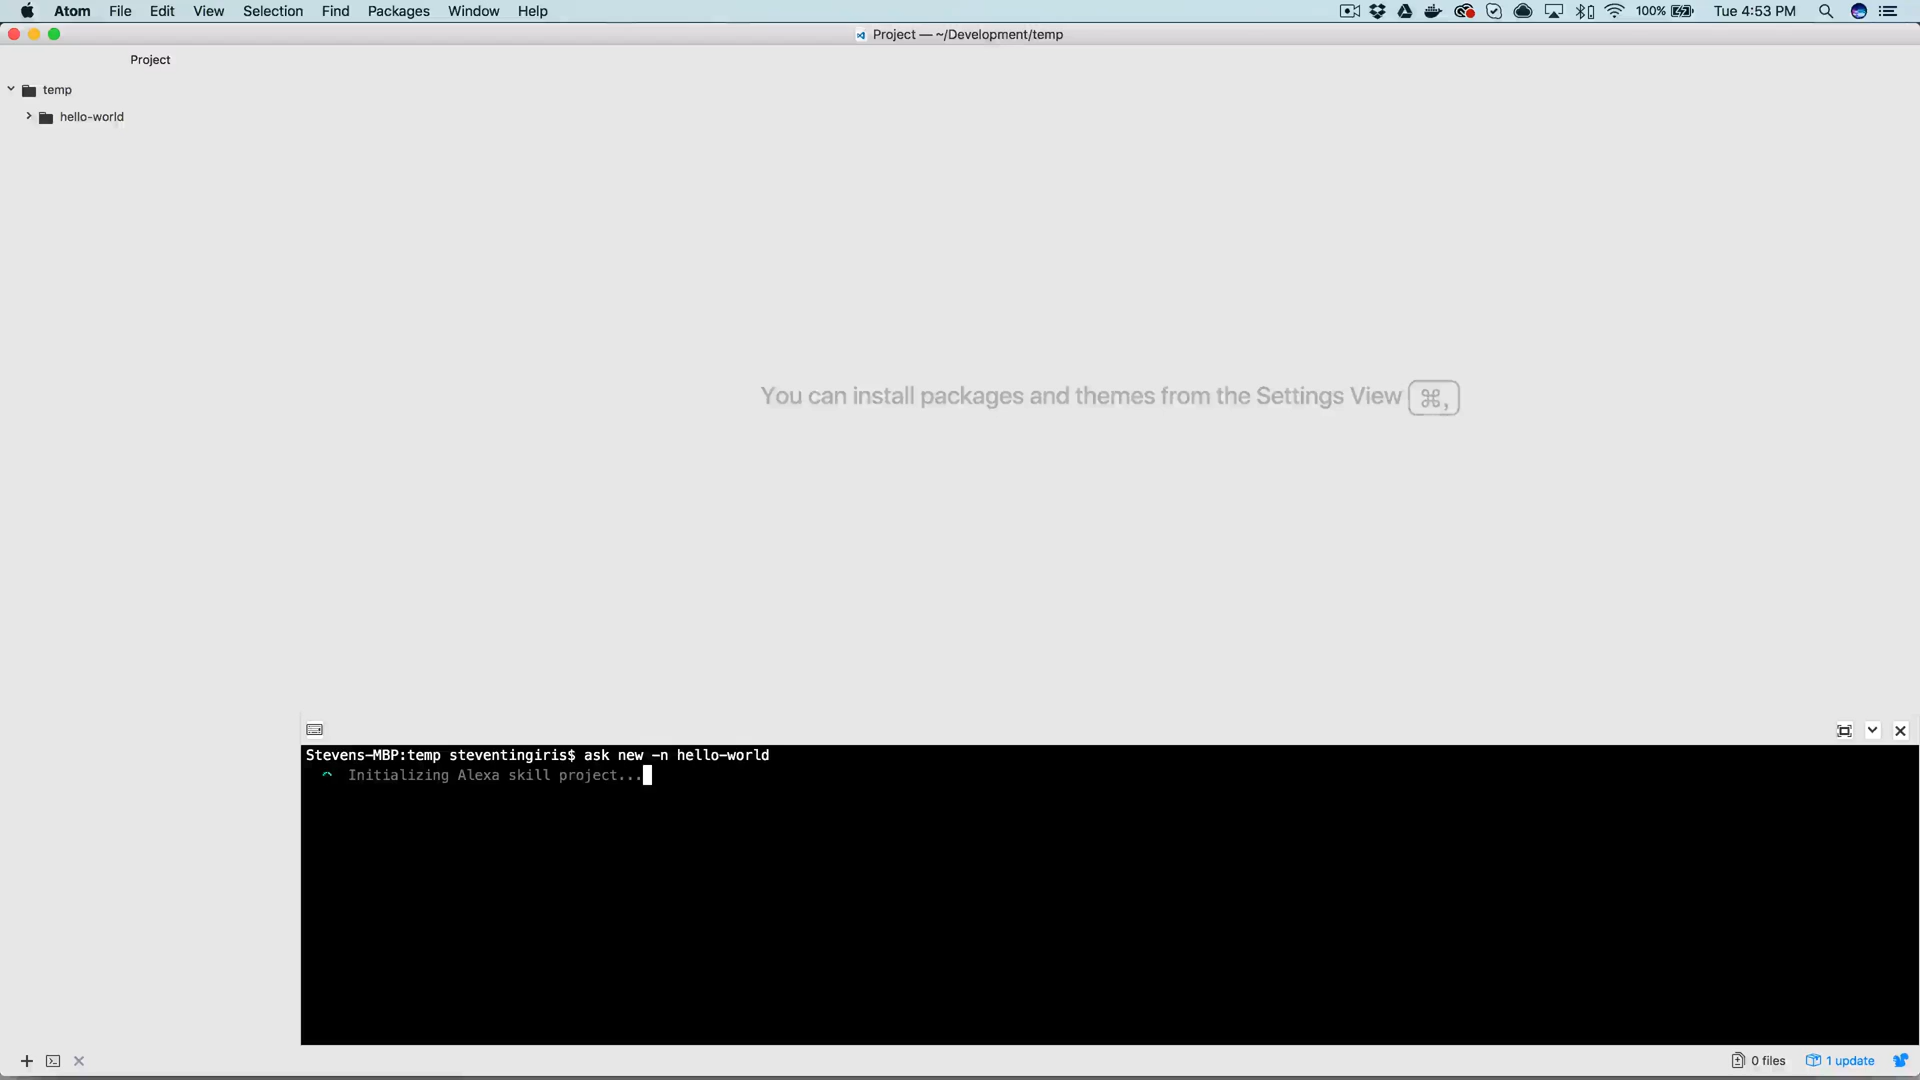 Atom File Edit View Selection Find Packages Window Help 100% Tue 4:53 PM
Project — ~/Development/temp
Project
temp
hello-world
You can install packages and themes from the Settings View ⌘,
Stevens-MBP:temp steventingiris$ ask new -n hello-world
Initializing Alexa skill project...
0 files 1 update